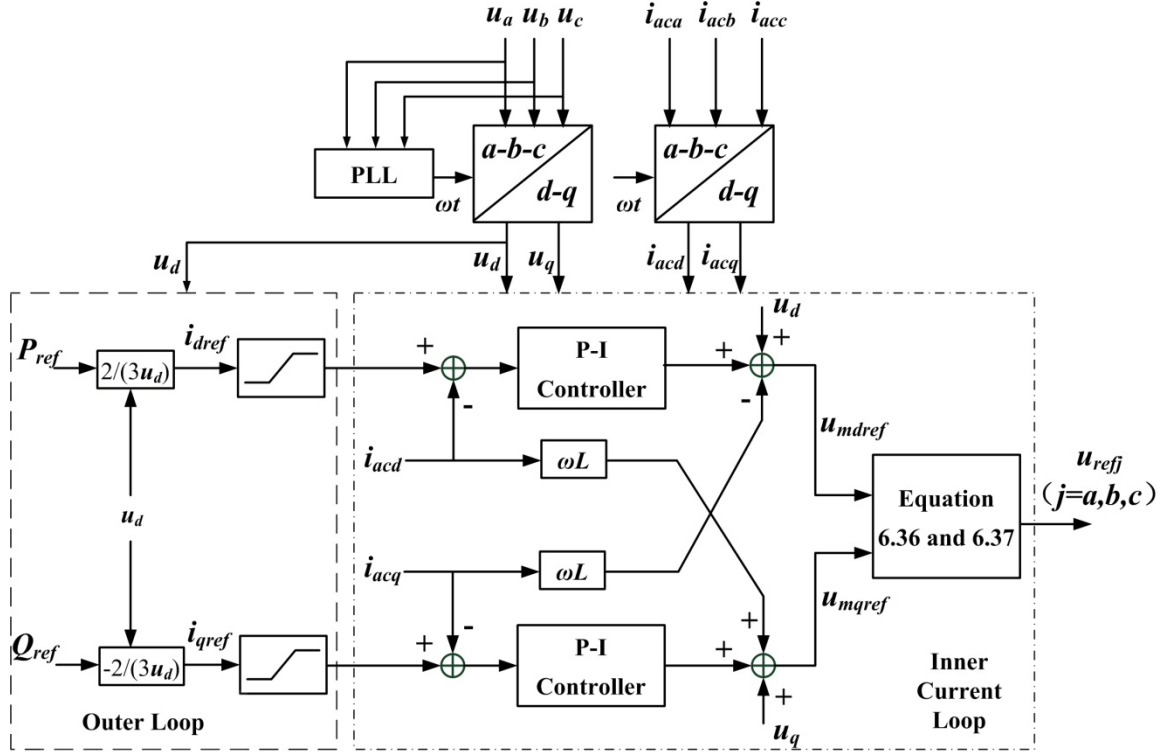 u_a u_b u_c
i_aca i_acb i_acc
a-b-c
d-q
a-b-c
d-q
PLL
ωt
ωt
u_d
u_d
u_q
i_acd
i_acq
P_ref
2/(3u_d)
i_dref
+
-
P-I
Controller
+
u_d
+
-
u_mdref
i_acd
ωL
u_d
i_acq
ωL
Equation
6.36 and 6.37
u_refj
（j=a,b,c）
u_mqref
Q_ref
-2/(3u_d)
i_qref
+
-
P-I
Controller
+
+
+
u_q
Outer Loop
Inner
Current
Loop